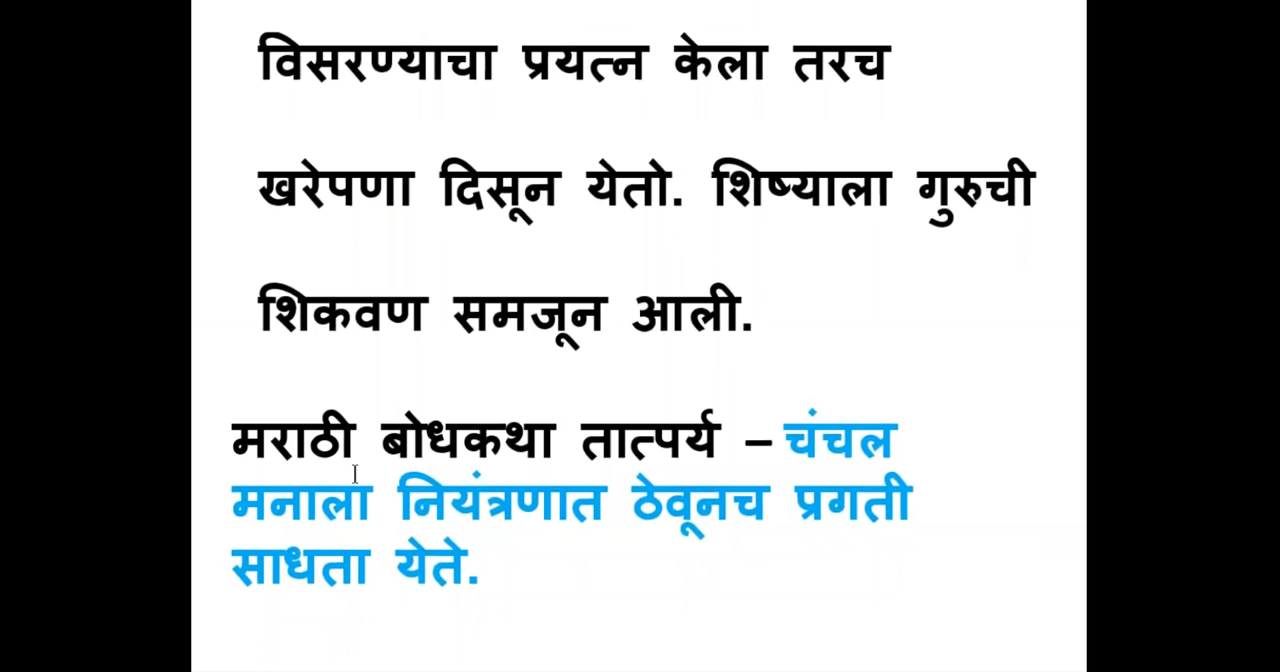 विसरण्याचा प्रयत्न केला तरच
खरेपणा दिसून येतो. शिष्याला गुरुची
शिकवण समजून आली.
मराठी बोधकथा तात्पर्य – चंचल
मनाला नियंत्रणात ठेवूनच प्रगती
साधता येते.